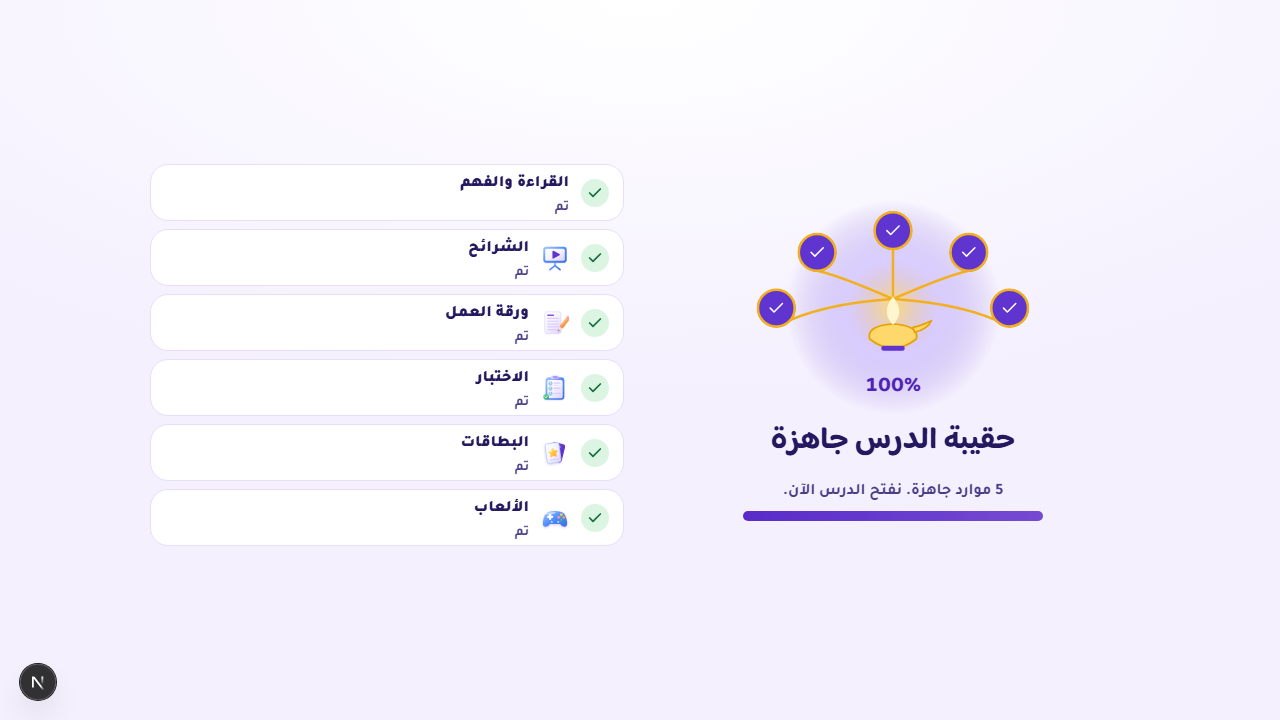 100%
حقيبة الدرس جاهزة
5 موارد جاهزة. نفتح الدرس الآن.
القراءة والفهم
تم
الشرائح
تم
ورقة العمل
تم
الاختبار
تم
البطاقات
تم
الألعاب
تم
N